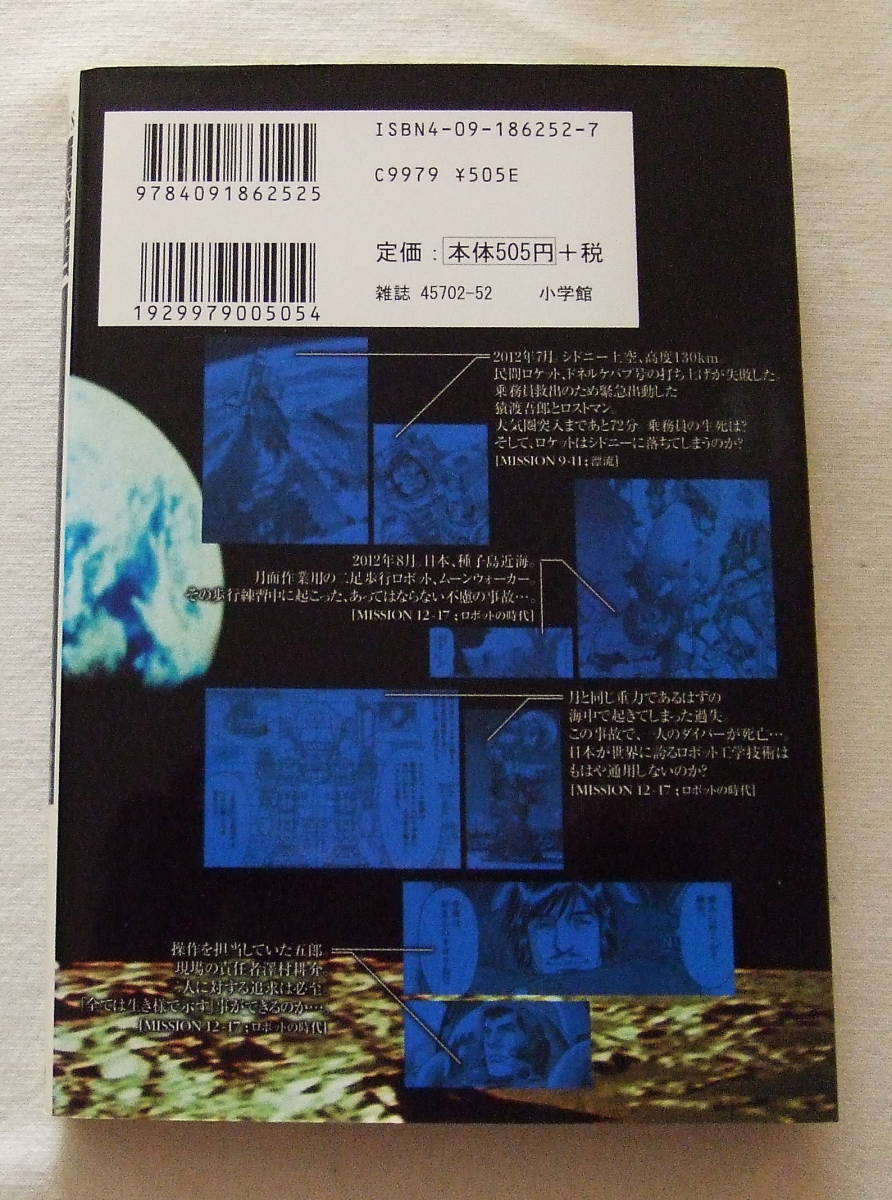 ISBN4-09-186252-7
9784091862525
C9979 ¥505E
定価：本体505円＋税
1929979005054
雑誌 45702-52 小学館
2012年7月。シドニー上空、高度130km。
民間ロケット、ドネルケバブ号の打ち上げが失敗した。
乗務員救出のため緊急出動した
猿渡吾郎とロストマン。
大気圏突入まであと72分。乗務員の生死は?
そして、ロケットはシドニーに落ちてしまうのか?
[MISSION 9-11 ; 漂流]
2012年8月。日本、種子島近海。
月面作業用の二足歩行ロボット、ムーンウォーカー。
その歩行練習中に起こった、あってはならない不慮の事故…。
[MISSION 12-17 ; ロボットの時代]
月と同じ重力であるはずの
海中で起きてしまった過失。
この事故で、一人のダイバーが死亡…。
日本が世界に誇るロボット工学技術は
もはや通用しないのか?
[MISSION 12-17 ; ロボットの時代]
操作を担当していた五郎
現場の責任者澤村耕介
二人に対する追求は必至
「全ては生き様で示す」事ができるのか…。
[MISSION 12-17 ; ロボットの時代]